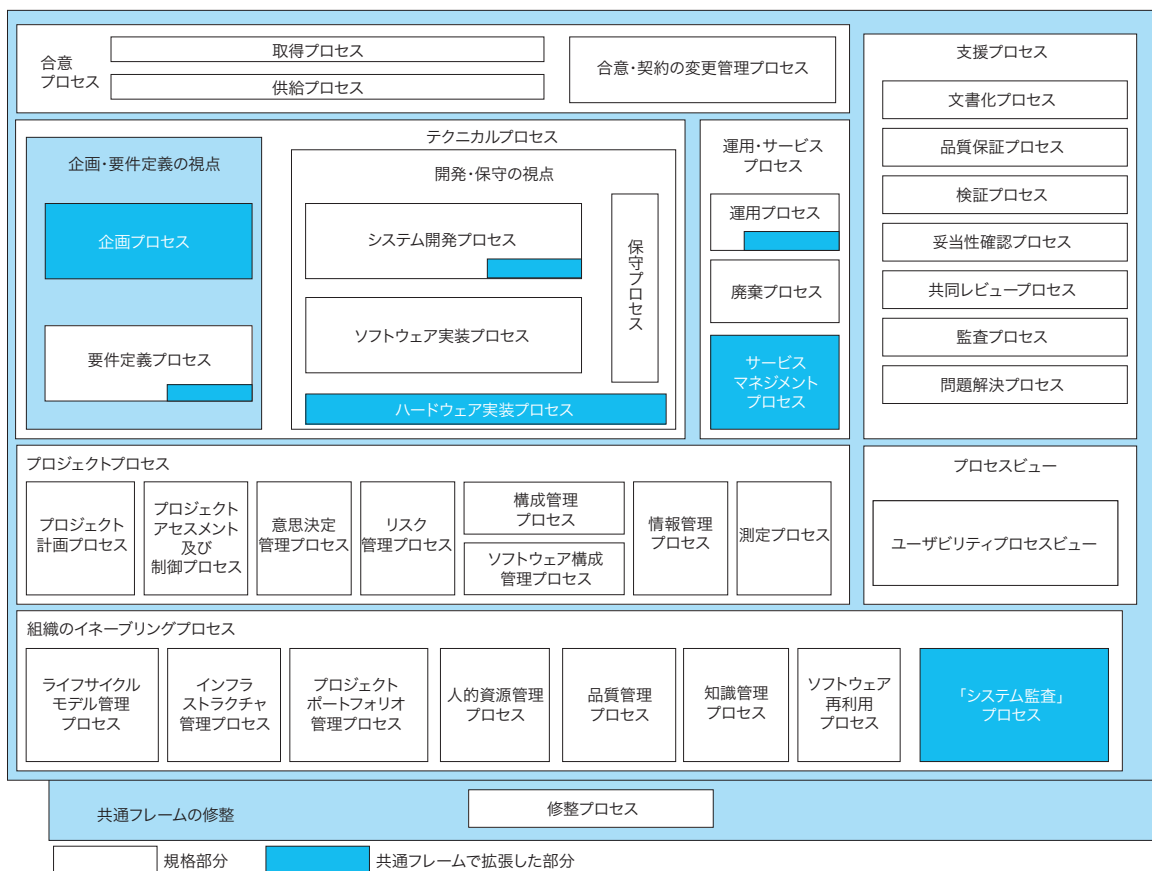 合意
プロセス
取得プロセス
供給プロセス
合意・契約の変更管理プロセス
テクニカルプロセス
企画・要件定義の視点
企画プロセス
要件定義プロセス
開発・保守の視点
システム開発プロセス
ソフトウェア実装プロセス
保守プロセス
ハードウェア実装プロセス
運用・サービス
プロセス
運用プロセス
廃棄プロセス
サービス
マネジメント
プロセス
支援プロセス
文書化プロセス
品質保証プロセス
検証プロセス
妥当性確認プロセス
共同レビュープロセス
監査プロセス
問題解決プロセス
プロジェクトプロセス
プロジェクト
計画プロセス
プロジェクト
アセスメント
及び
制御プロセス
意思決定
管理プロセス
リスク
管理プロセス
構成管理
プロセス
ソフトウェア構成
管理プロセス
情報管理
プロセス
測定プロセス
プロセスビュー
ユーザビリティプロセスビュー
組織のイネーブリングプロセス
ライフサイクル
モデル管理
プロセス
インフラ
ストラクチャ
管理プロセス
プロジェクト
ポートフォリオ
管理プロセス
人的資源管理
プロセス
品質管理
プロセス
知識管理
プロセス
ソフトウェア
再利用
プロセス
「システム監査」
プロセス
共通フレームの修整
修整プロセス
規格部分
共通フレームで拡張した部分